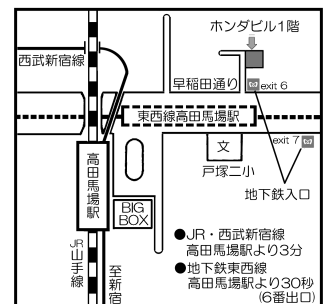 ホンダビル1階
西武新宿線
早稲田通り
exit 6
東西線高田馬場駅
exit 7
文
戸塚二小
地下鉄入口
高田馬場駅
BIG
BOX
JR山手線
至新宿
●JR・西武新宿線
高田馬場駅より3分
●地下鉄東西線
高田馬場駅より30秒
(6番出口)